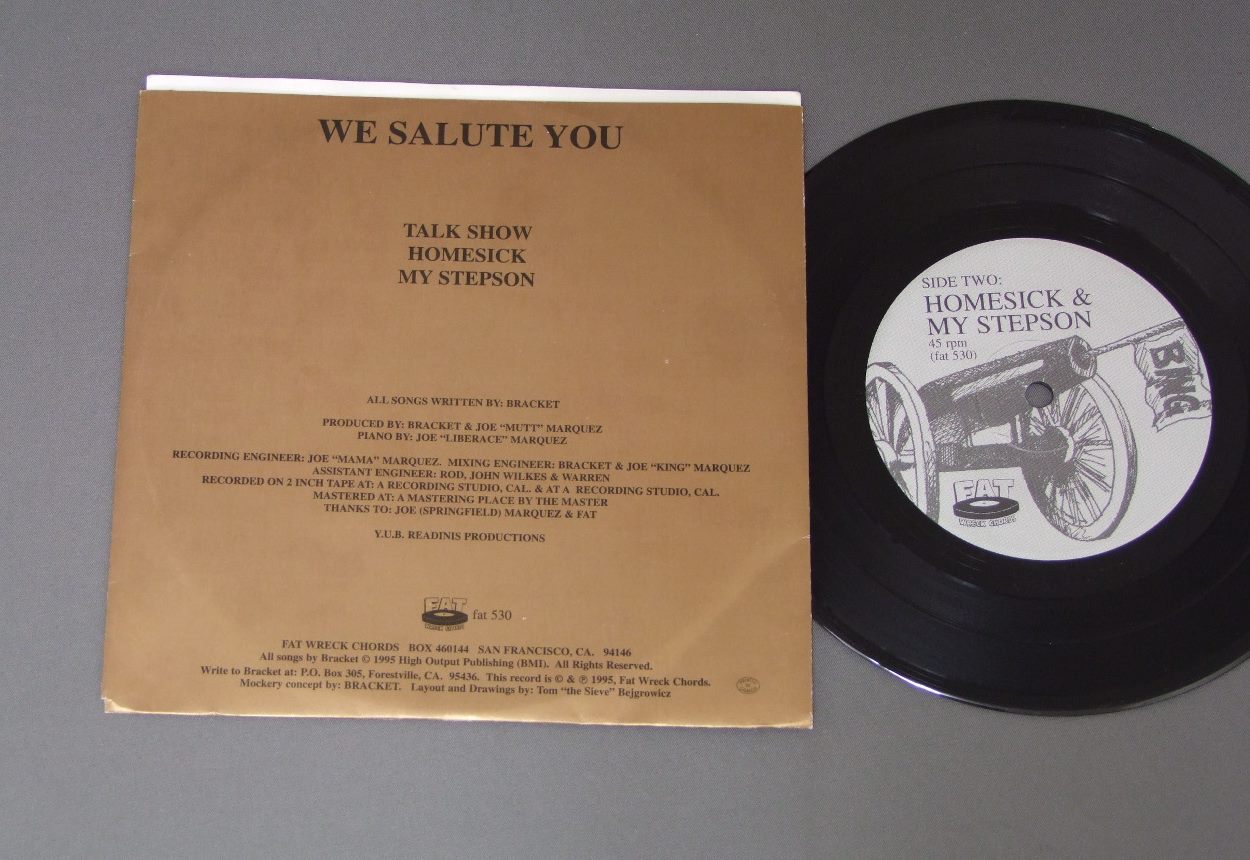 WE SALUTE YOU
TALK SHOW
HOMESICK
MY STEPSON
ALL SONGS WRITTEN BY: BRACKET
PRODUCED BY: BRACKET & JOE “MUTT” MARQUEZ
PIANO BY: JOE “LIBERACE” MARQUEZ
RECORDING ENGINEER: JOE “MAMA” MARQUEZ. MIXING ENGINEER: BRACKET & JOE “KING” MARQUEZ
ASSISTANT ENGINEER: ROD, JOHN WILKES & WARREN
RECORDED ON 2 INCH TAPE AT: A RECORDING STUDIO, CAL. & AT A RECORDING STUDIO, CAL.
MASTERED AT: A MASTERING PLACE BY THE MASTER
THANKS TO: JOE (SPRINGFIELD) MARQUEZ & FAT
Y.U.B. READINIS PRODUCTIONS
FAT
WRECK CHORDS
fat 530
FAT WRECK CHORDS BOX 460144 SAN FRANCISCO, CA. 94146
All songs by Bracket © 1995 High Output Publishing (BMI). All Rights Reserved.
Write to Bracket at: P.O. Box 305, Forestville, CA. 95436. This record is © & ℗ 1995, Fat Wreck Chords.
Mockery concept by: BRACKET. Layout and Drawings by: Tom “the Sieve” Bejgrowicz
SIDE TWO:
HOMESICK &
MY STEPSON
45 rpm
(fat 530)
BMG
FAT
WRECK CHORDS